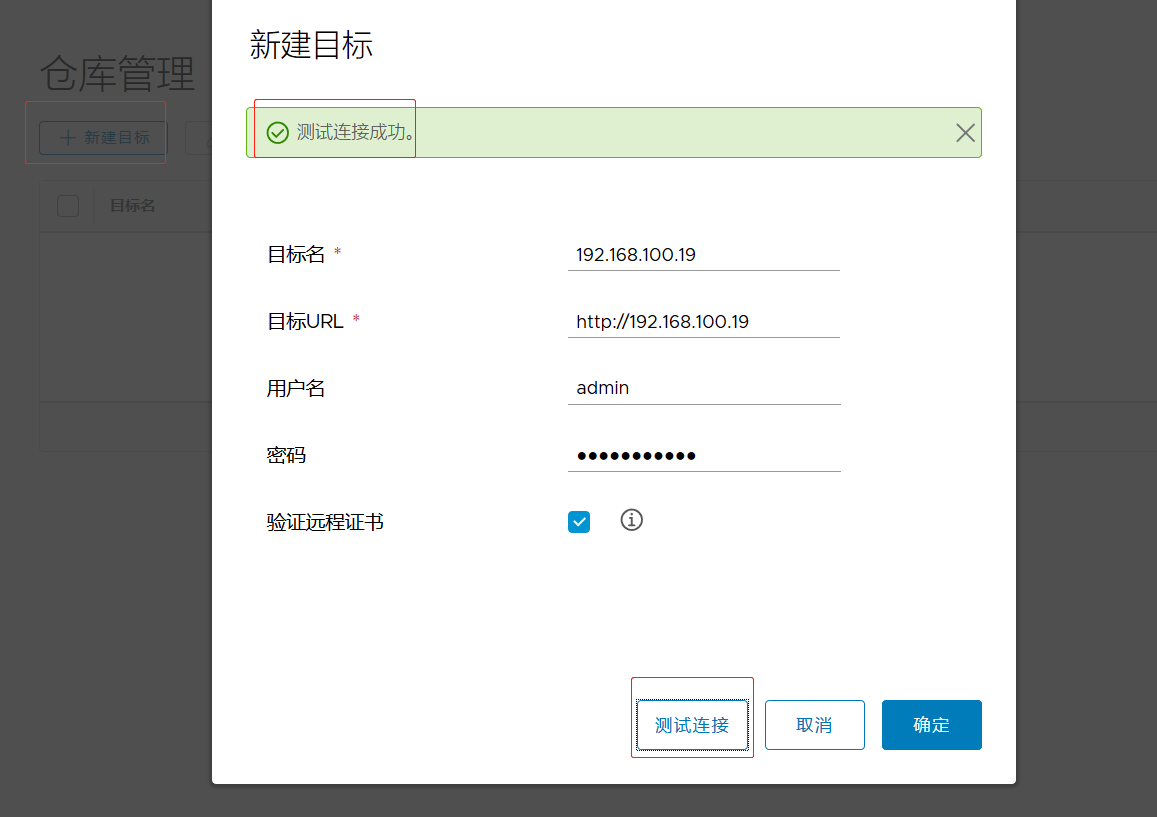 新建目标
仓库管理
测试连接成功。
+ 新建目标
目标名
目标名 *
192.168.100.19
目标URL *
http://192.168.100.19
用户名
admin
密码
•••••••••••
验证远程证书
测试连接
取消
确定